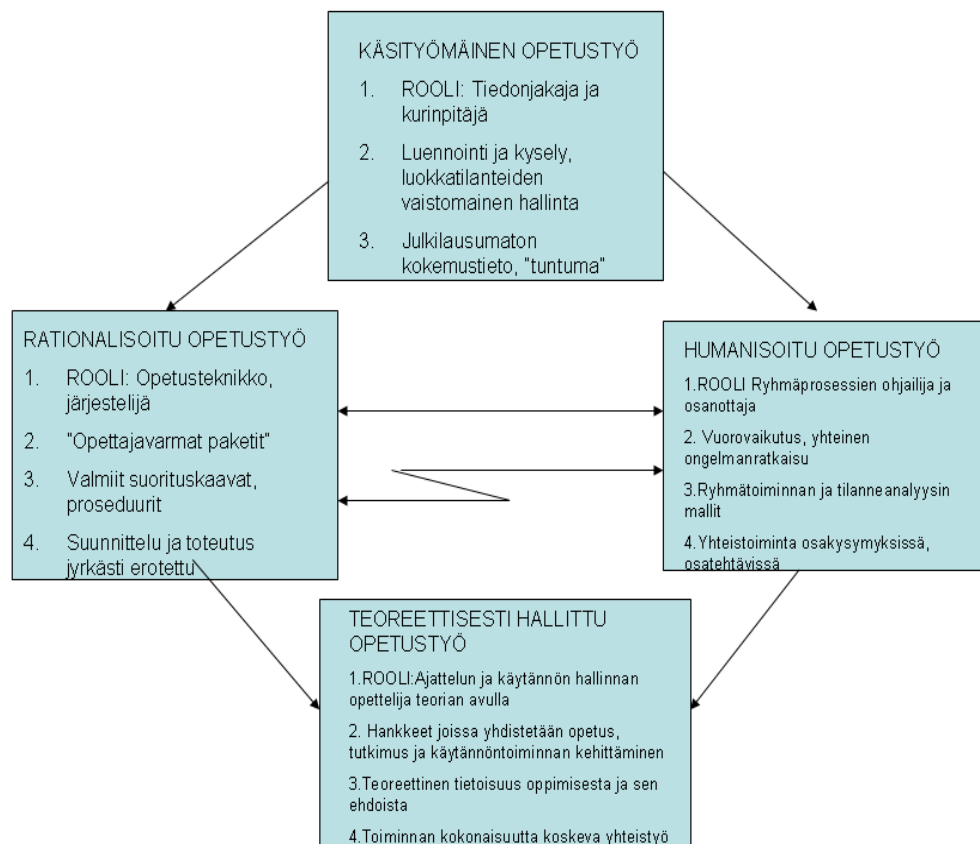 KÄSITYÖMÄINEN OPETUSTYÖ
1. ROOLI: Tiedonjakaja ja
kurinpitäjä
2. Luennointi ja kysely,
luokkatilanteiden
vaistomainen hallinta
3. Julkilausumaton
kokemustieto, "tuntuma"
RATIONALISOITU OPETUSTYÖ
1. ROOLI: Opetusteknikko,
järjestelijä
2. "Opettajavarmat paketit"
3. Valmiit suorituskaavat,
proseduurit
4. Suunnittelu ja toteutus
jyrkästi erotettu
HUMANISOITU OPETUSTYÖ
1.ROOLI Ryhmäprosessien ohjailija ja
osanottaja
2. Vuorovaikutus, yhteinen
ongelmanratkaisu
3.Ryhmätoiminnan ja tilanneanalyysin
mallit
4.Yhteistoiminta osakysymyksissä,
osatehtävissä
TEOREETTISESTI HALLITTU
OPETUSTYÖ
1.ROOLI:Ajattelun ja käytännön hallinnan
opettelija teorian avulla
2. Hankkeet joissa yhdistetään opetus,
tutkimus ja käytännöntoiminnan kehittäminen
3.Teoreettinen tietoisuus oppimisesta ja sen
ehdoista
4.Toiminnan kokonaisuutta koskeva yhteistyö